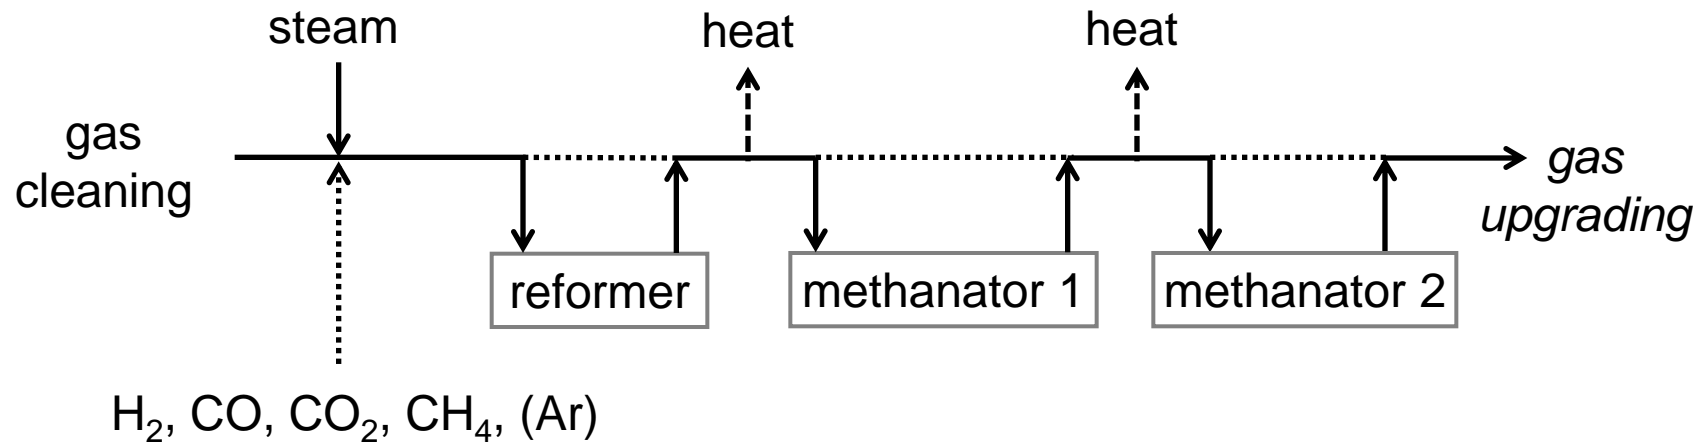 steam
heat
heat
gas
cleaning
gas
upgrading
reformer
methanator 1
methanator 2
H₂, CO, CO₂, CH₄, (Ar)